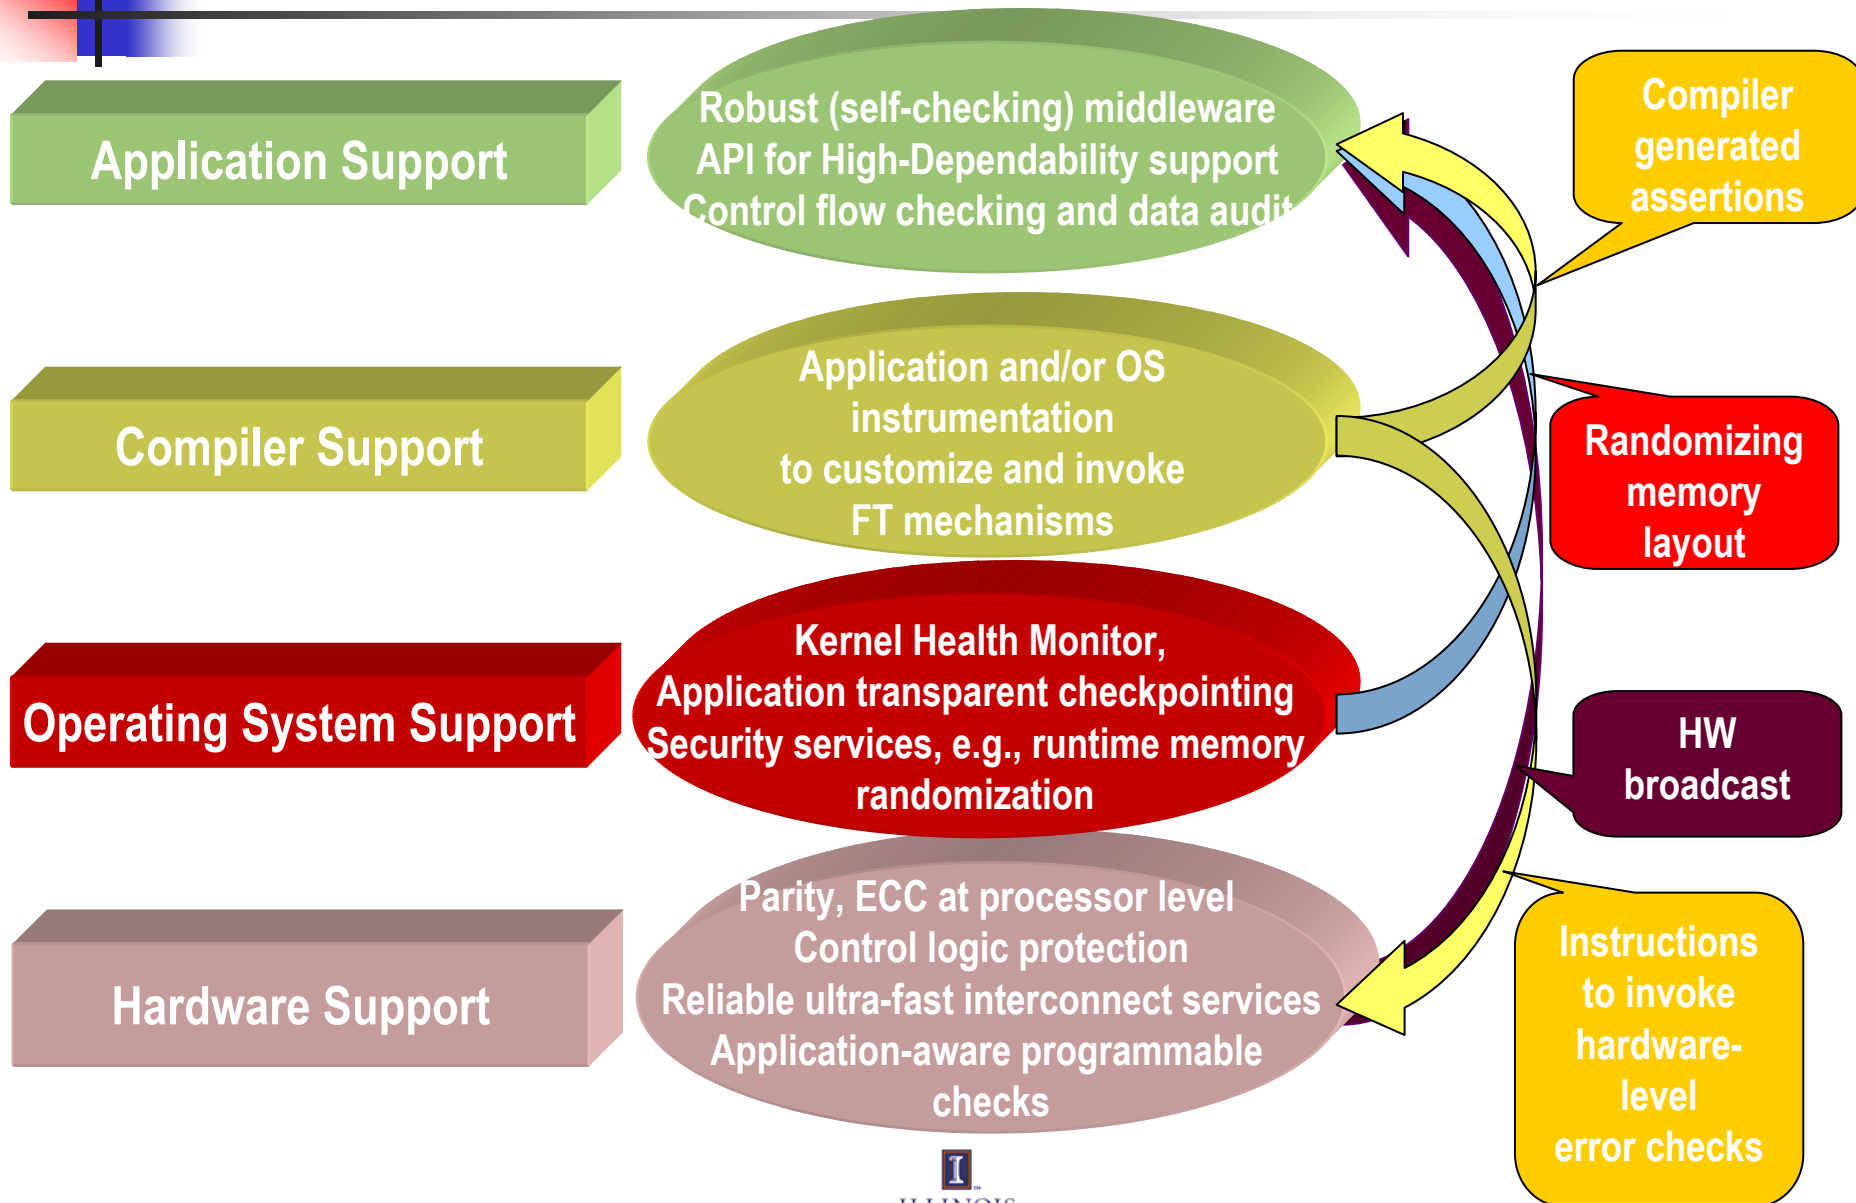 Application Support
Robust (self-checking) middleware
API for High-Dependability support
Control flow checking and data audit
Compiler
generated
assertions
Compiler Support
Application and/or OS
instrumentation
to customize and invoke
FT mechanisms
Randomizing
memory
layout
Operating System Support
Kernel Health Monitor,
Application transparent checkpointing
Security services, e.g., runtime memory
randomization
HW
broadcast
Hardware Support
Parity, ECC at processor level
Control logic protection
Reliable ultra-fast interconnect services
Application-aware programmable
checks
Instructions
to invoke
hardware-
level
error checks
I
ILLINOIS